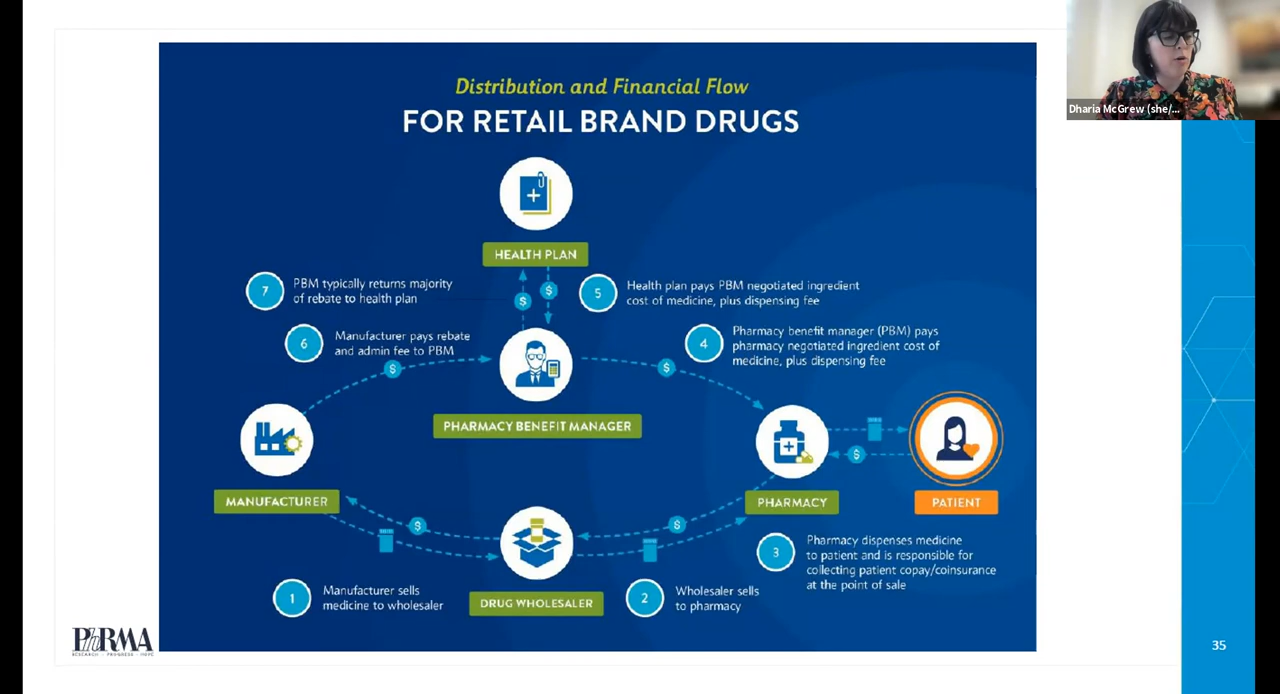 Distribution and Financial Flow
FOR RETAIL BRAND DRUGS
Dharia McGrew (she/...
HEALTH PLAN
7
PBM typically returns majority
of rebate to health plan
$
$
5
Health plan pays PBM negotiated ingredient
cost of medicine, plus dispensing fee
6
Manufacturer pays rebate
and admin fee to PBM
$
4
Pharmacy benefit manager (PBM) pays
pharmacy negotiated ingredient cost of
medicine, plus dispensing fee
$
PHARMACY BENEFIT MANAGER
$
MANUFACTURER
PHARMACY
PATIENT
$
$
3
Pharmacy dispenses medicine
to patient and is responsible for
collecting patient copay/coinsurance
at the point of sale
1
Manufacturer sells
medicine to wholesaler
DRUG WHOLESALER
2
Wholesaler sells
to pharmacy
PhRMA
RESEARCH • PROGRESS • HOPE
35